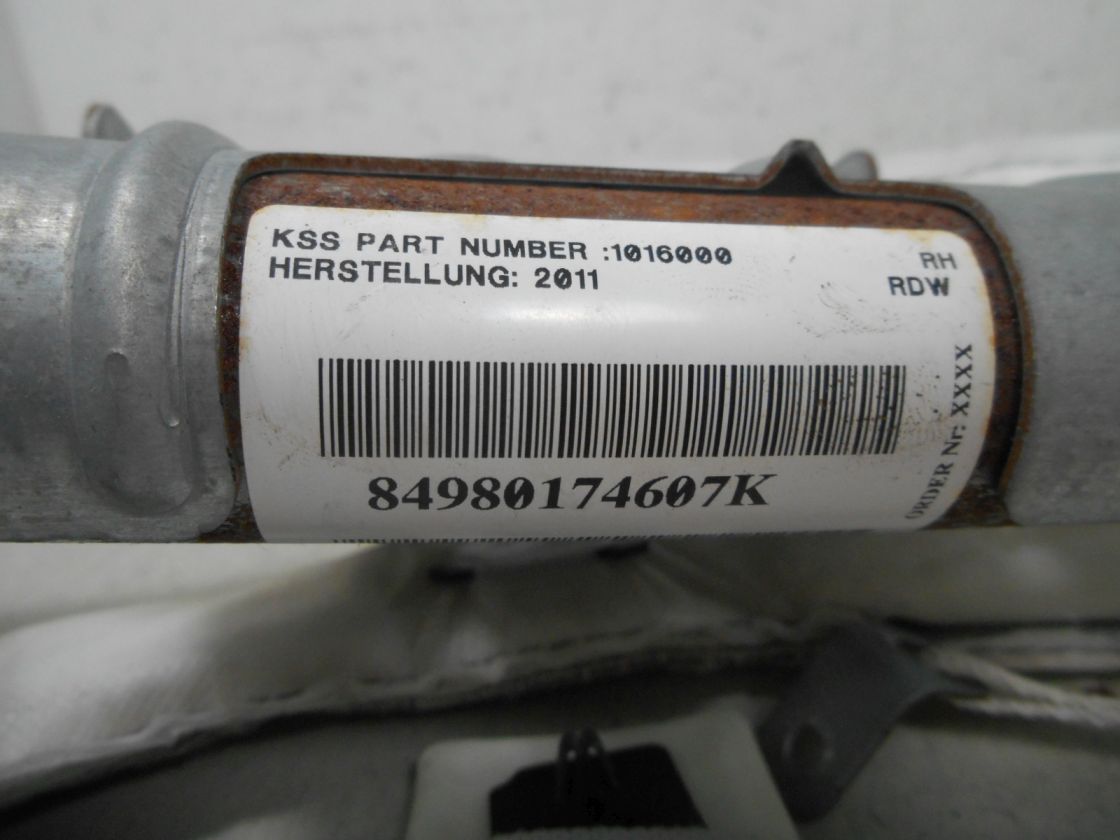 KSS PART NUMBER :1016000 RH
HERSTELLUNG: 2011 RDW
84980174607K
ORDER Nr: XXXX